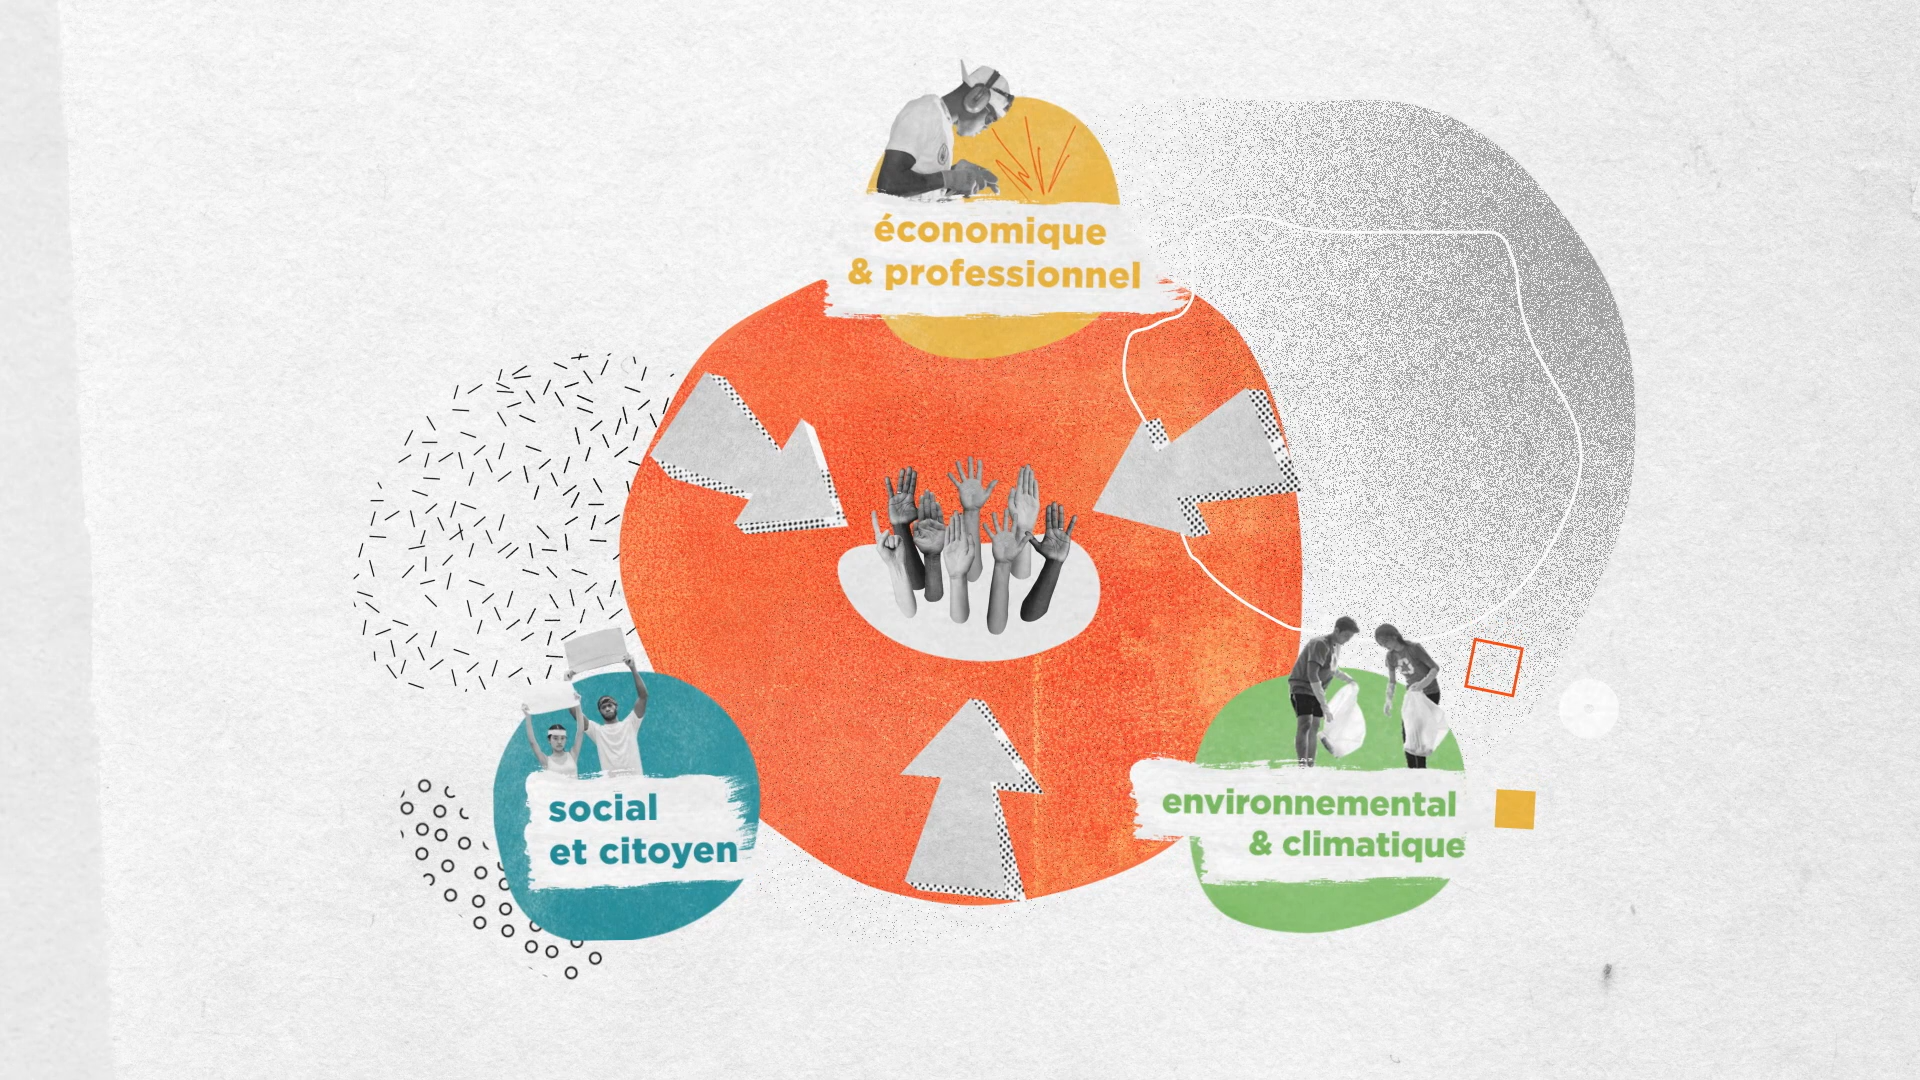 économique
& professionnel
social
et citoyen
environnemental
& climatique